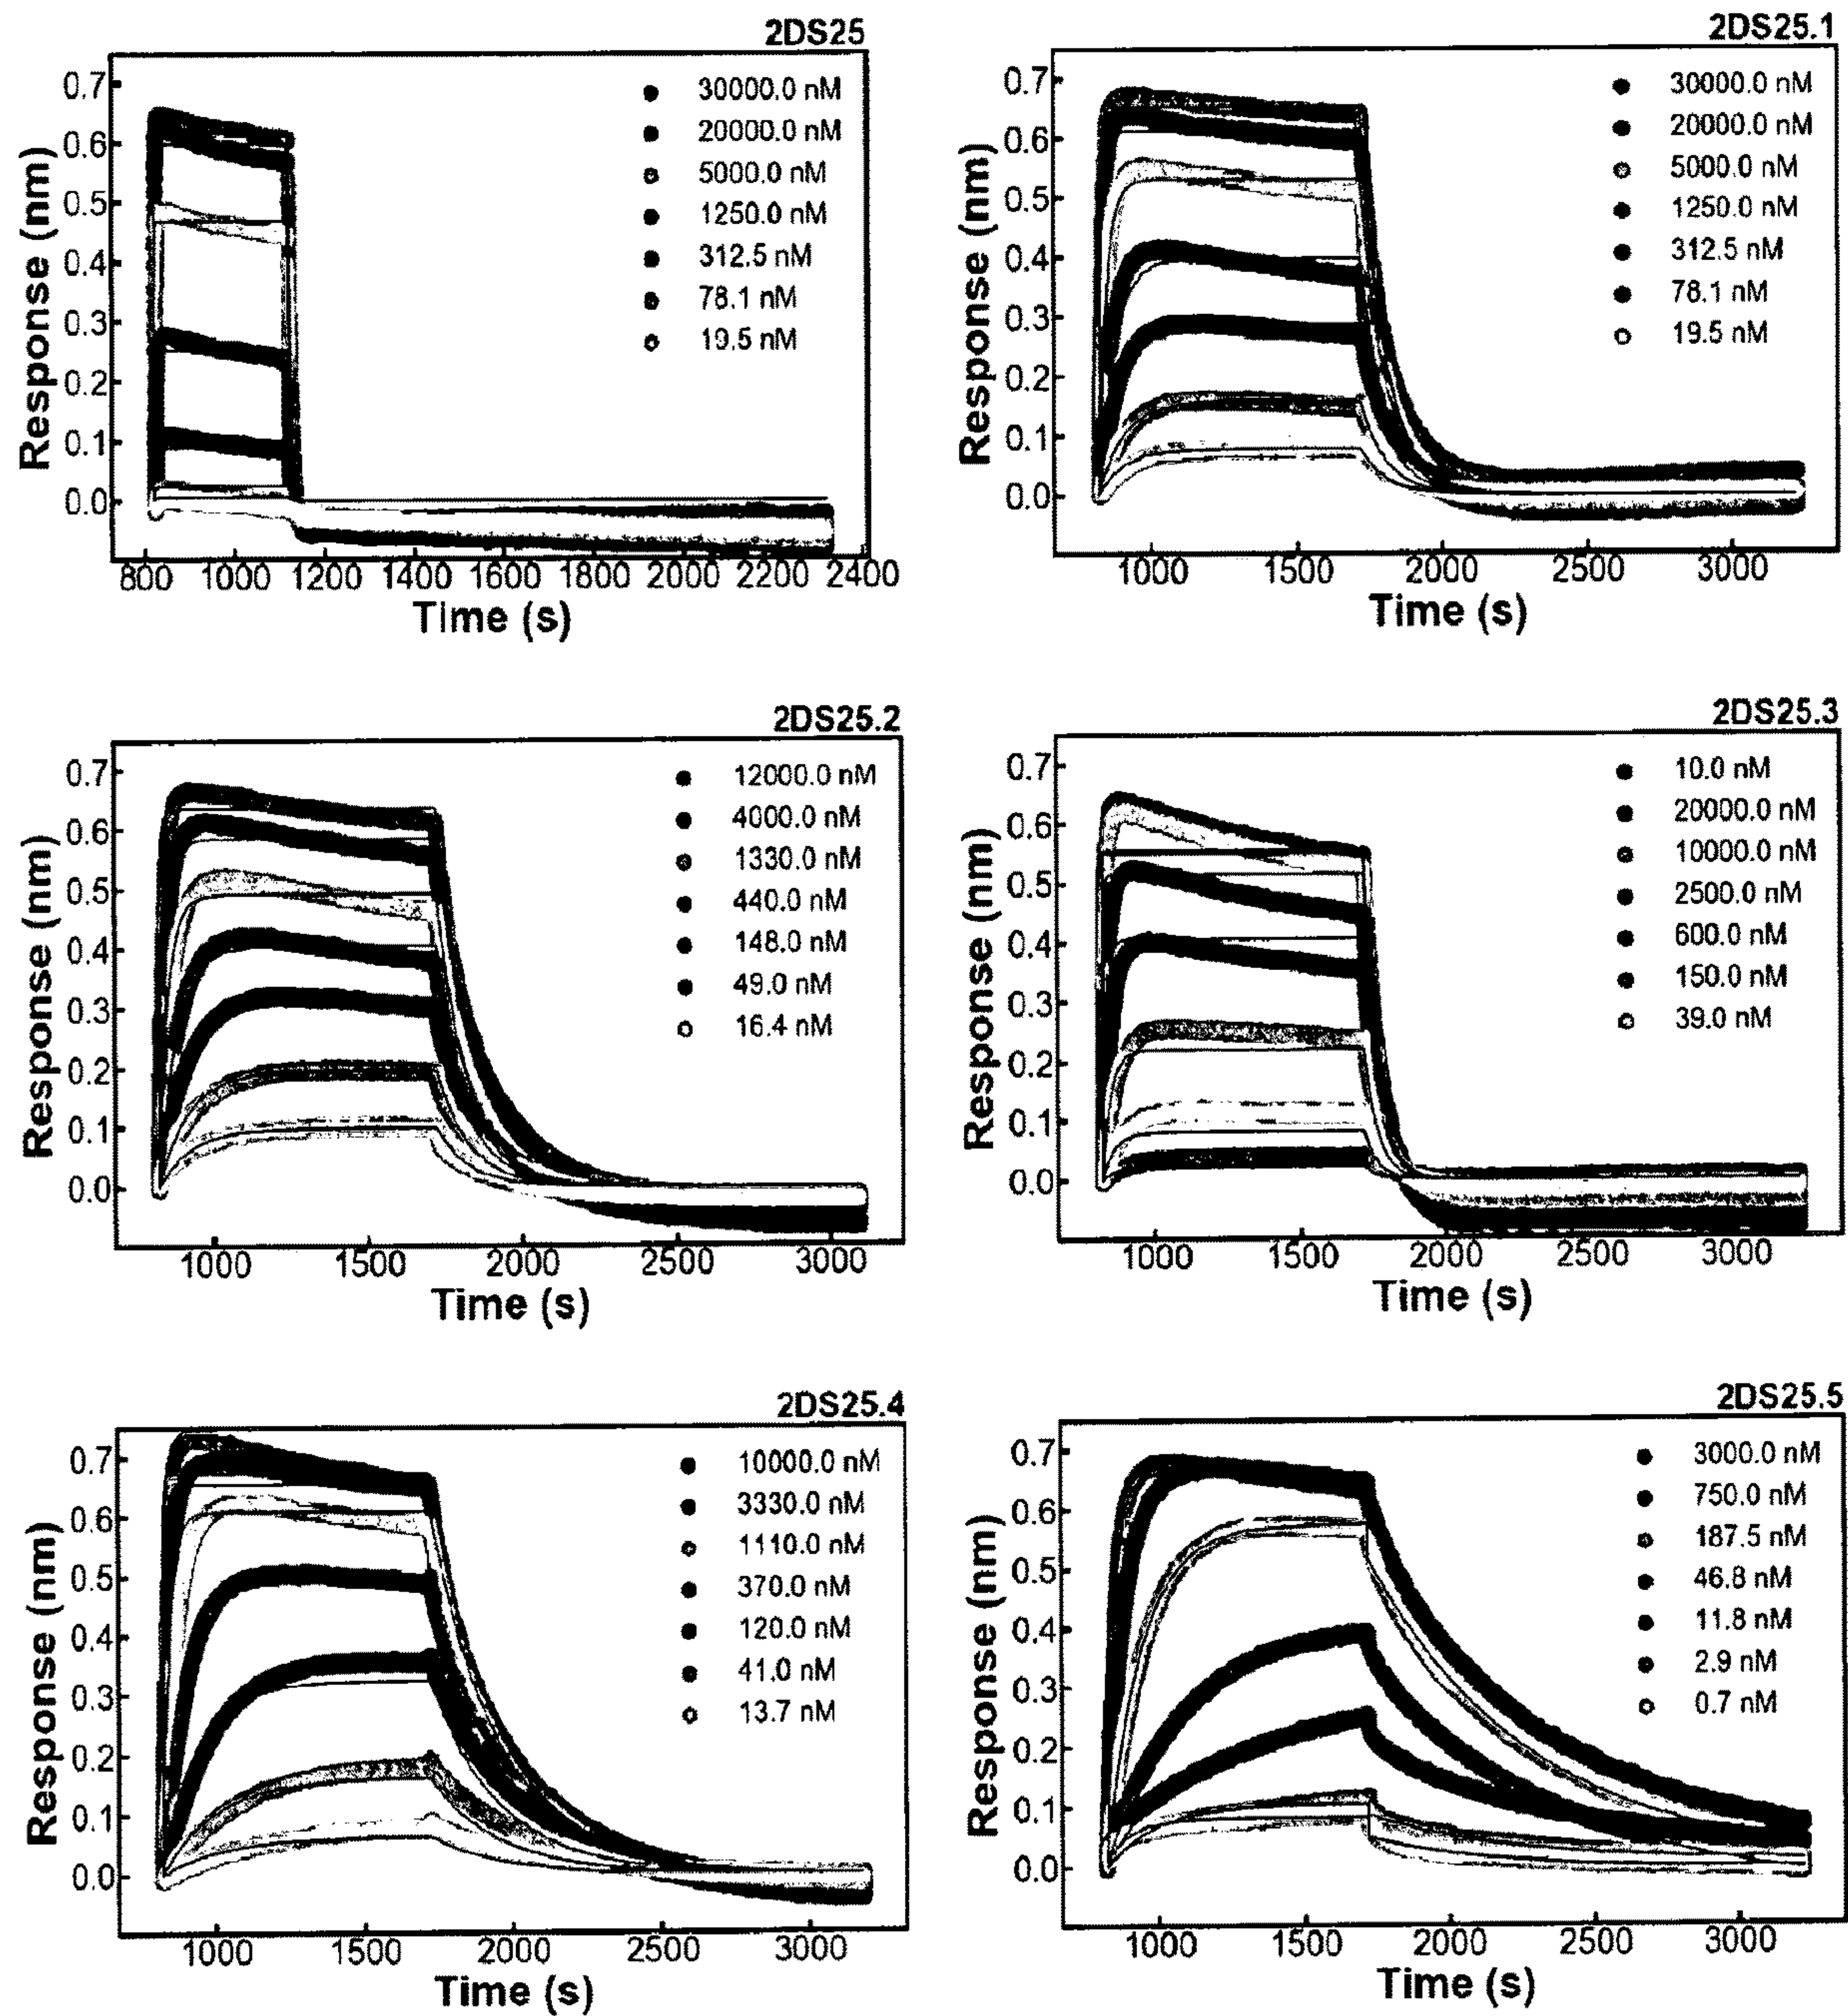 2DS25
Response (nm)
0.7
0.6
0.5
0.4
0.3
0.2
0.1
0.0
30000.0 nM
20000.0 nM
5000.0 nM
1250.0 nM
312.5 nM
78.1 nM
19.5 nM
800 1000 1200 1400 1600 1800 2000 2200 2400
Time (s)
2DS25.1
Response (nm)
0.7
0.6
0.5
0.4
0.3
0.2
0.1
0.0
30000.0 nM
20000.0 nM
5000.0 nM
1250.0 nM
312.5 nM
78.1 nM
19.5 nM
1000 1500 2000 2500 3000
Time (s)
2DS25.2
Response (nm)
0.7
0.6
0.5
0.4
0.3
0.2
0.1
0.0
12000.0 nM
4000.0 nM
1330.0 nM
440.0 nM
148.0 nM
49.0 nM
16.4 nM
1000 1500 2000 2500 3000
Time (s)
2DS25.3
Response (nm)
0.7
0.6
0.5
0.4
0.3
0.2
0.1
0.0
10.0 nM
20000.0 nM
10000.0 nM
2500.0 nM
600.0 nM
150.0 nM
39.0 nM
1000 1500 2000 2500 3000
Time (s)
2DS25.4
Response (nm)
0.7
0.6
0.5
0.4
0.3
0.2
0.1
0.0
10000.0 nM
3330.0 nM
1110.0 nM
370.0 nM
120.0 nM
41.0 nM
13.7 nM
1000 1500 2000 2500 3000
Time (s)
2DS25.5
Response (nm)
0.7
0.6
0.5
0.4
0.3
0.2
0.1
0.0
3000.0 nM
750.0 nM
187.5 nM
46.8 nM
11.8 nM
2.9 nM
0.7 nM
1000 1500 2000 2500 3000
Time (s)